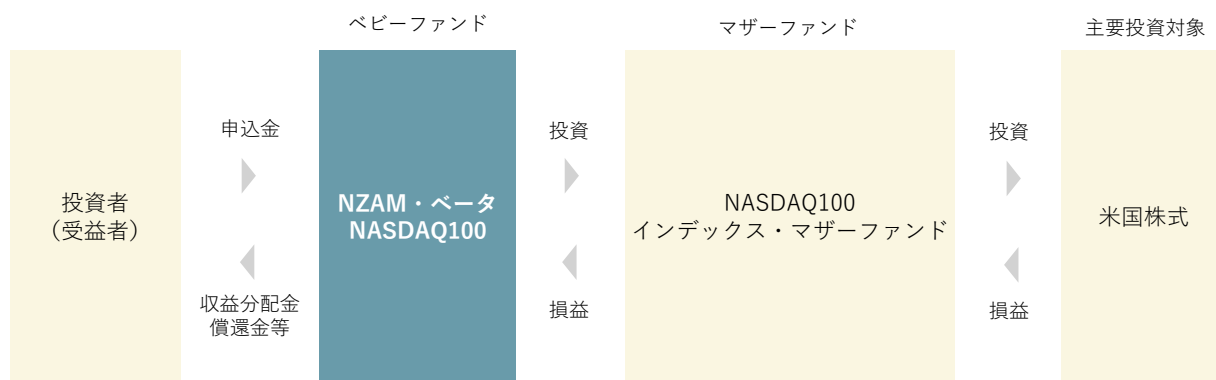 ベビーファンド
マザーファンド
主要投資対象
投資者
（受益者）
申込金
収益分配金
償還金等
NZAM・ベータ
NASDAQ100
投資
損益
NASDAQ100
インデックス・マザーファンド
投資
損益
米国株式